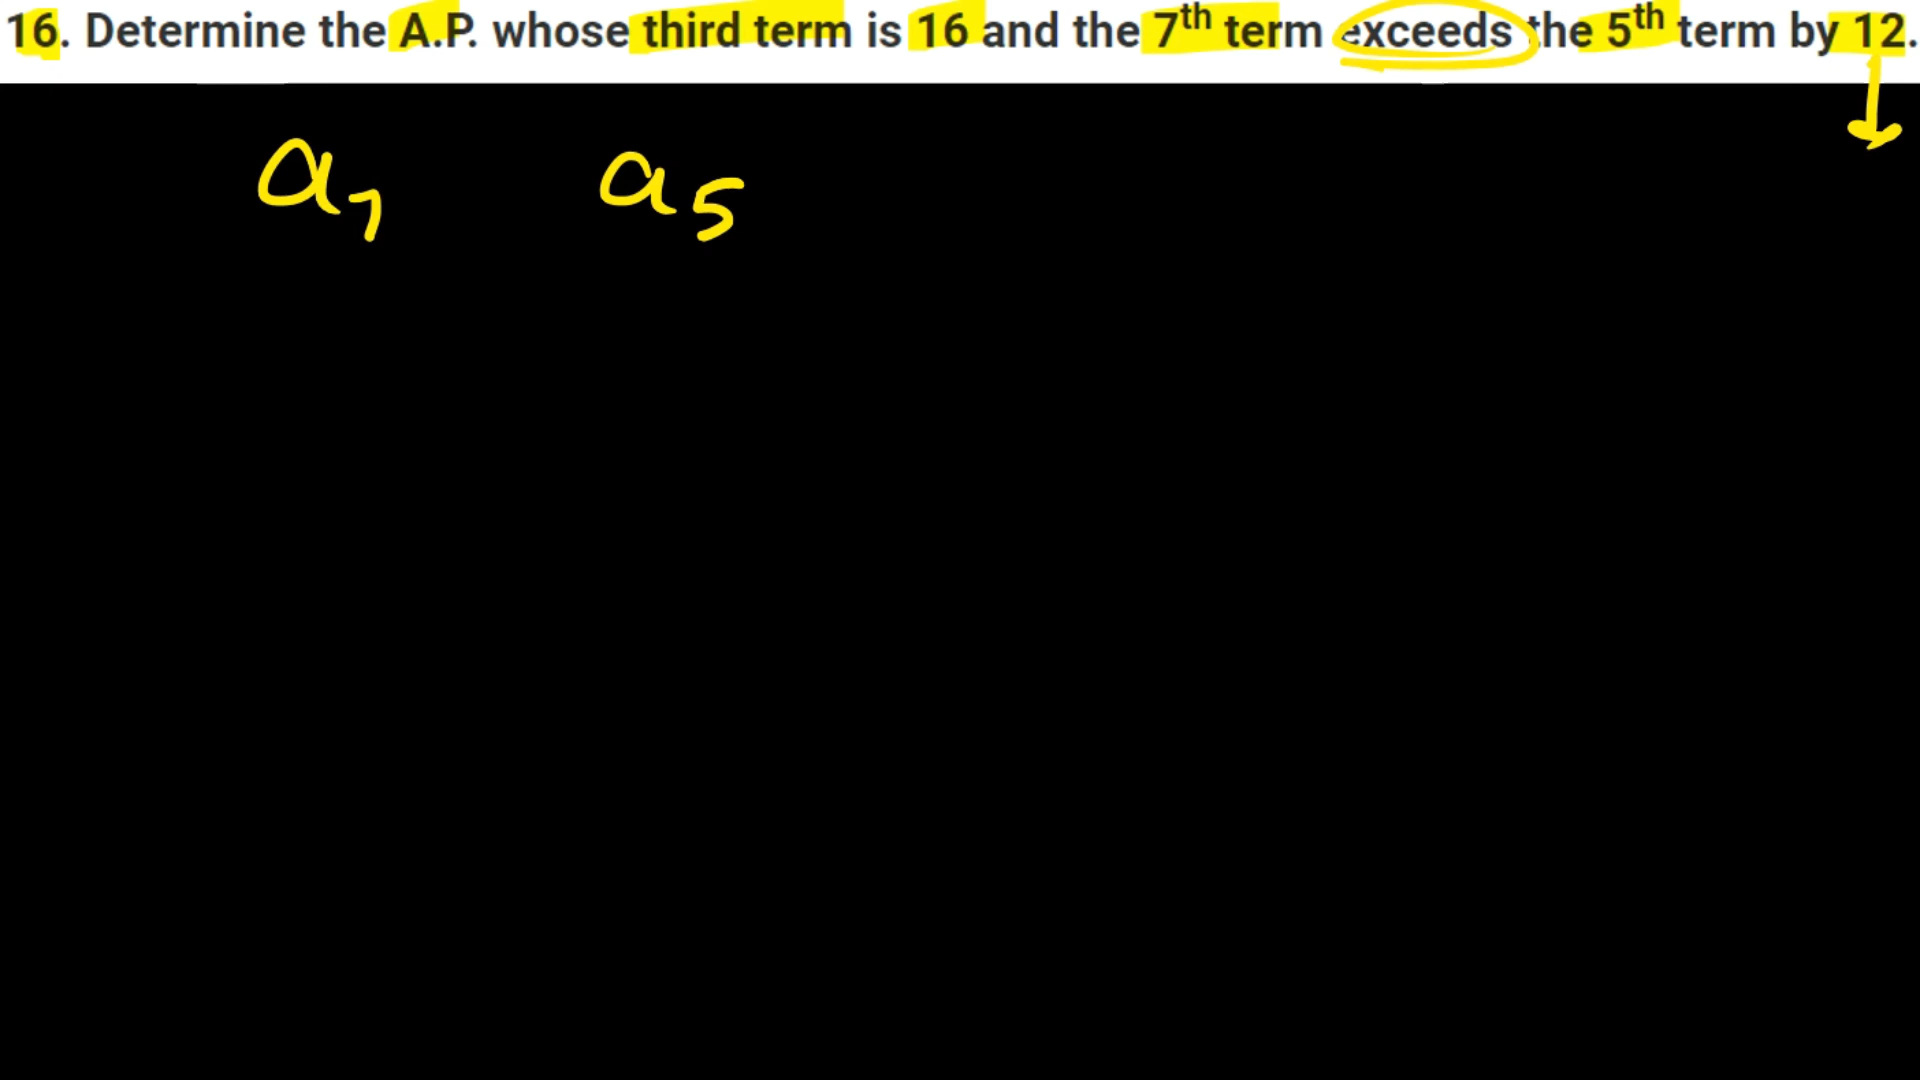 16. Determine the A.P. whose third term is 16 and the 7th term exceeds the 5th term by 12.
a7 a5